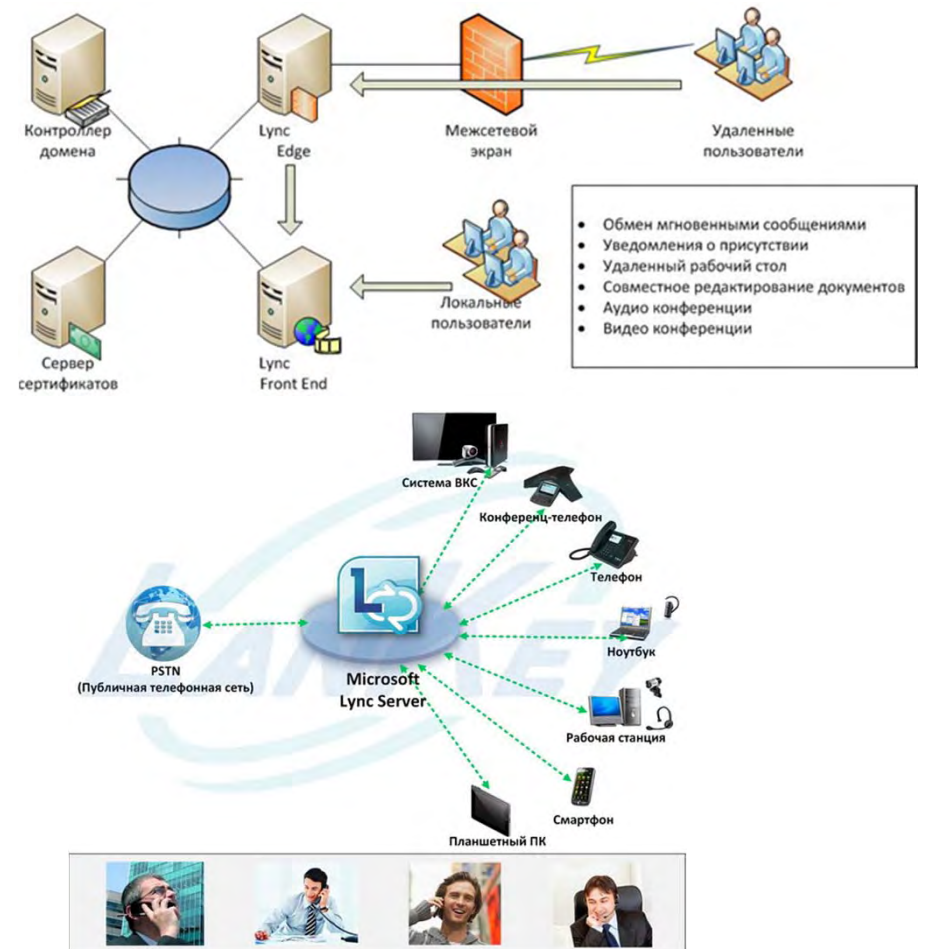 Контроллер
домена
Lync
Edge
Межсетевой
экран
Удаленные
пользователи
• Обмен мгновенными сообщениями
• Уведомления о присутствии
• Удаленный рабочий стол
• Совместное редактирование документов
• Аудио конференции
• Видео конференции
Локальные
пользователи
Сервер
сертификатов
Lync
Front End
Система ВКС
Конференц-телефон
Телефон
Ноутбук
PSTN
(Публичная телефонная сеть)
Microsoft
Lync Server
Рабочая станция
Смартфон
Планшетный ПК
LANKEY